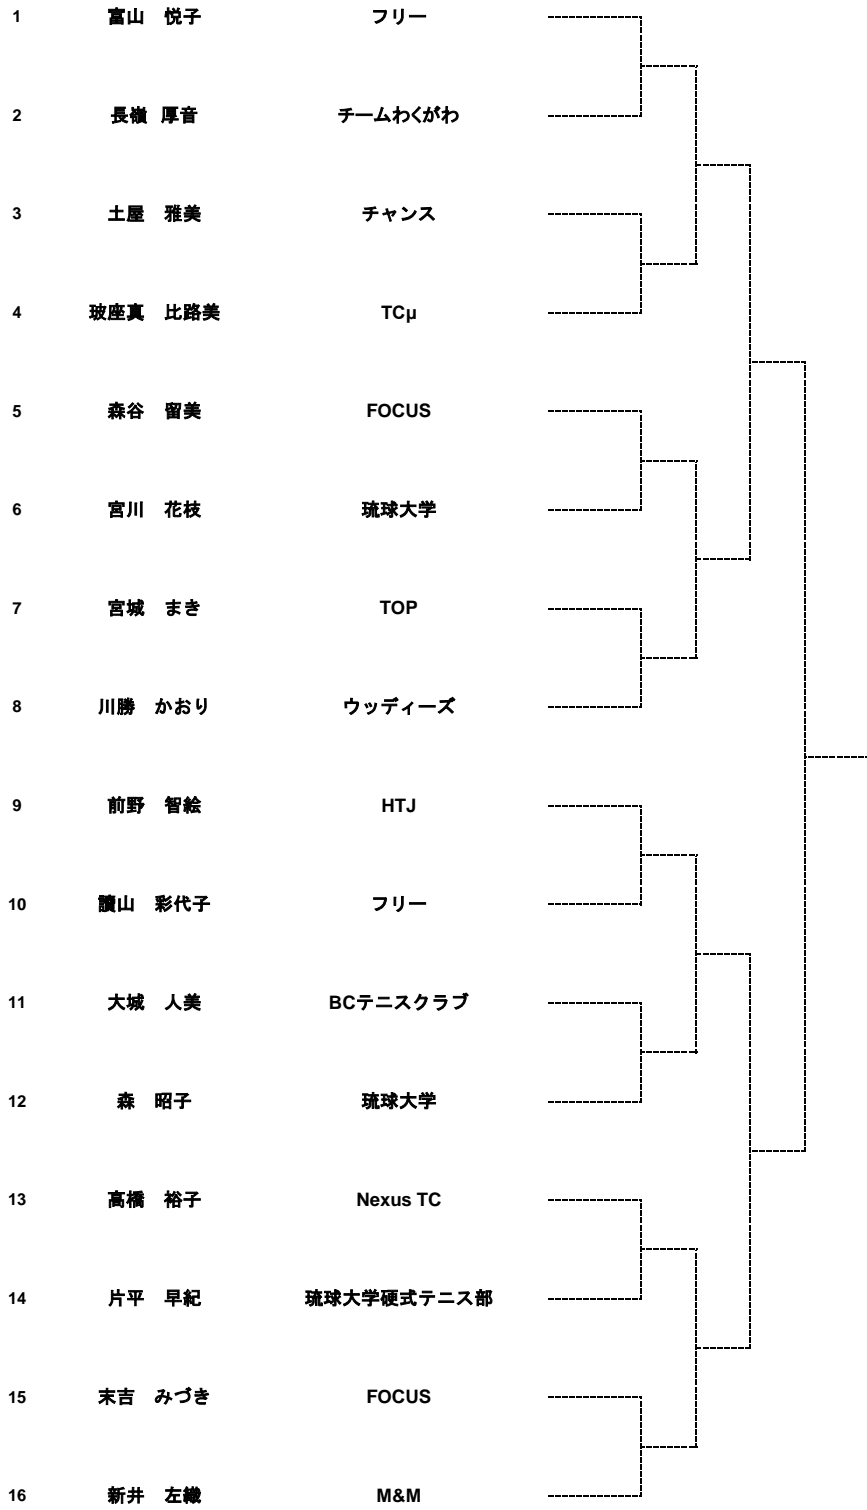 1 富山 悦子 フリー
2 長嶺 厚音 チームわくがわ
3 土屋 雅美 チャンス
4 玻座真 比路美 TCμ
5 森谷 留美 FOCUS
6 宮川 花枝 琉球大学
7 宮城 まき TOP
8 川勝 かおり ウッディーズ
9 前野 智絵 HTJ
10 讀山 彩代子 フリー
11 大城 人美 BCテニスクラブ
12 森 昭子 琉球大学
13 高橋 裕子 Nexus TC
14 片平 早紀 琉球大学硬式テニス部
15 末吉 みづき FOCUS
16 新井 左織 M&M